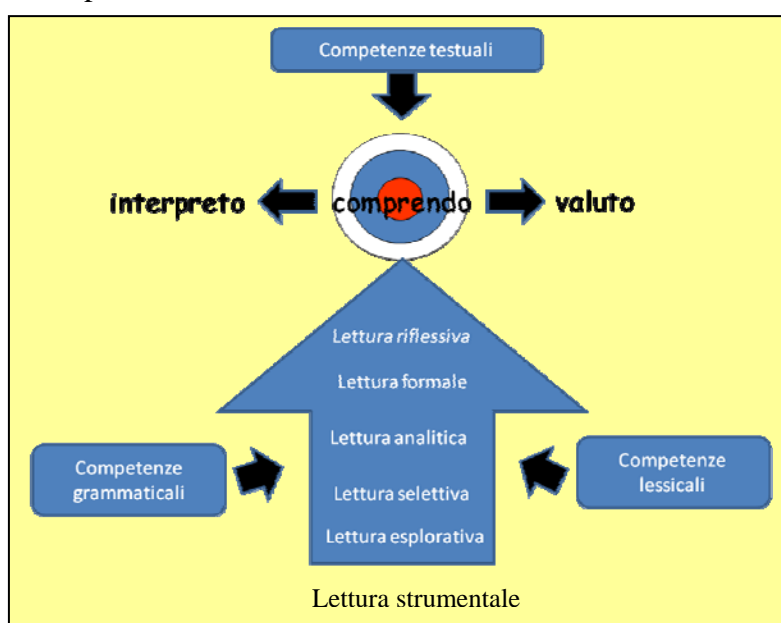 Competenze testuali
interpreto
comprendo
valuto
Lettura riflessiva
Lettura formale
Lettura analitica
Competenze
grammaticali
Competenze
lessicali
Lettura selettiva
Lettura esplorativa
Lettura strumentale